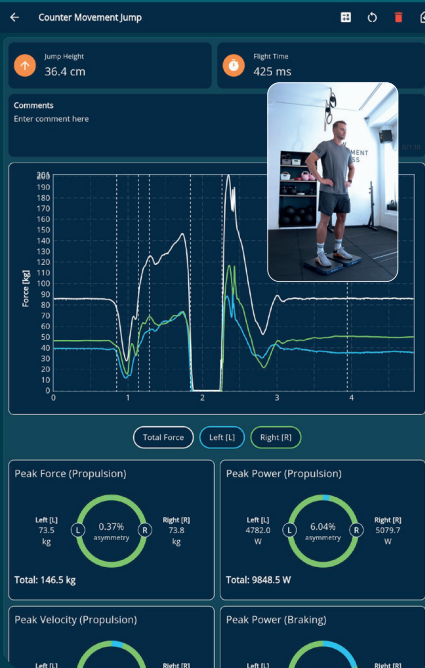 Counter Movement Jump
Jump Height
36.4 cm
Flight Time
425 ms
Comments
Enter comment here
MENT
SS
Force [kg]
201
190
180
170
160
150
140
130
120
110
100
90
80
70
60
50
40
30
20
10
0
0 1 2 3 4
Total Force Left [L] Right [R]
Peak Force (Propulsion)
Left [L]
73.5
kg
L
0.37%
asymmetry
R
Right [R]
73.8
kg
Total: 146.5 kg
Peak Power (Propulsion)
Left [L]
4782.0
W
L
6.04%
asymmetry
R
Right [R]
5079.7
W
Total: 9848.5 W
Peak Velocity (Propulsion)
Left [L]
Right [R]
Peak Power (Braking)
Left [L]
Right [R]